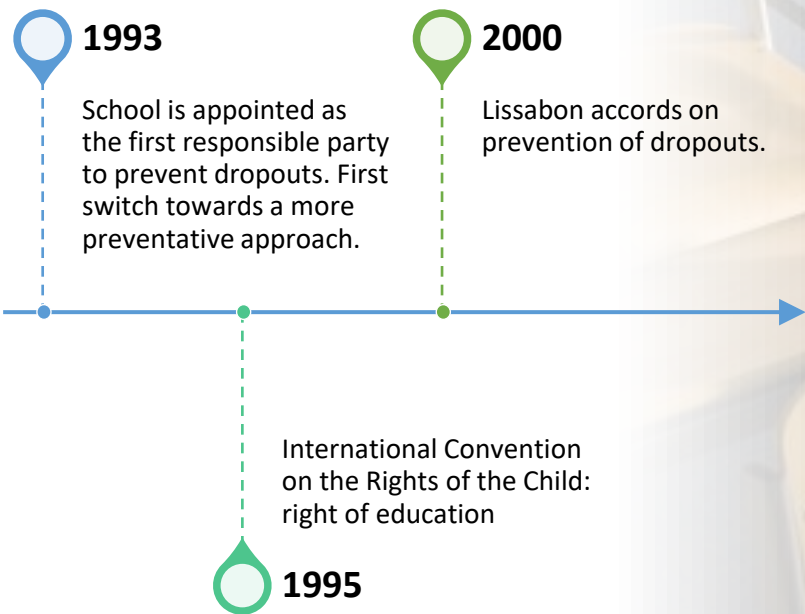 1993
School is appointed as
the first responsible party
to prevent dropouts. First
switch towards a more
preventative approach.
2000
Lissabon accords on
prevention of dropouts.
International Convention
on the Rights of the Child:
right of education
1995